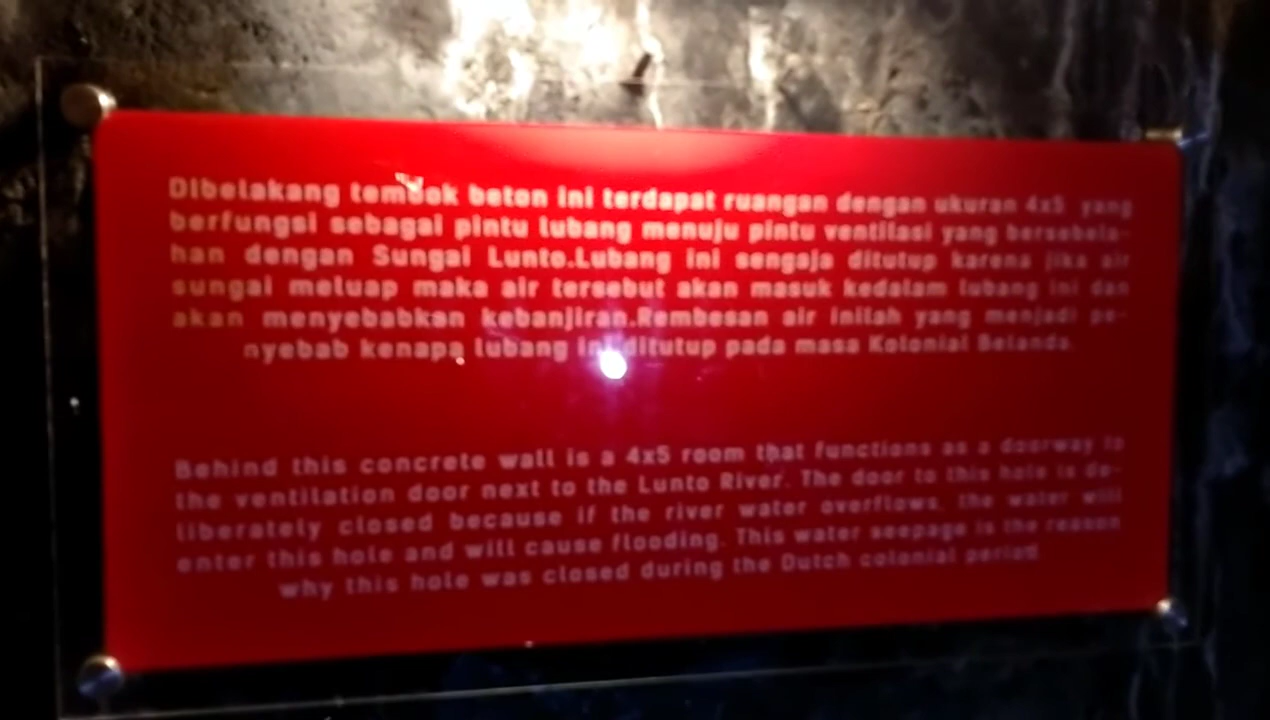 Dibelakang tembok beton ini terdapat ruangan dengan ukuran 4x5 yang
berfungsi sebagai pintu lubang menuju pintu ventilasi yang bersebela-
han dengan Sungai Lunto.Lubang ini sengaja ditutup karena jika air
sungai meluap maka air tersebut akan masuk kedalam lubang ini dan
akan menyebabkan kebanjiran.Rembesan air inilah yang menjadi pe-
nyebab kenapa lubang ini ditutup pada masa Kolonial Belanda.
Behind this concrete wall is a 4x5 room that functions as a doorway to
the ventilation door next to the Lunto River. The door to this hole is de-
liberately closed because if the river water overflows, the water will
enter this hole and will cause flooding. This water seepage is the reason
why this hole was closed during the Dutch colonial period